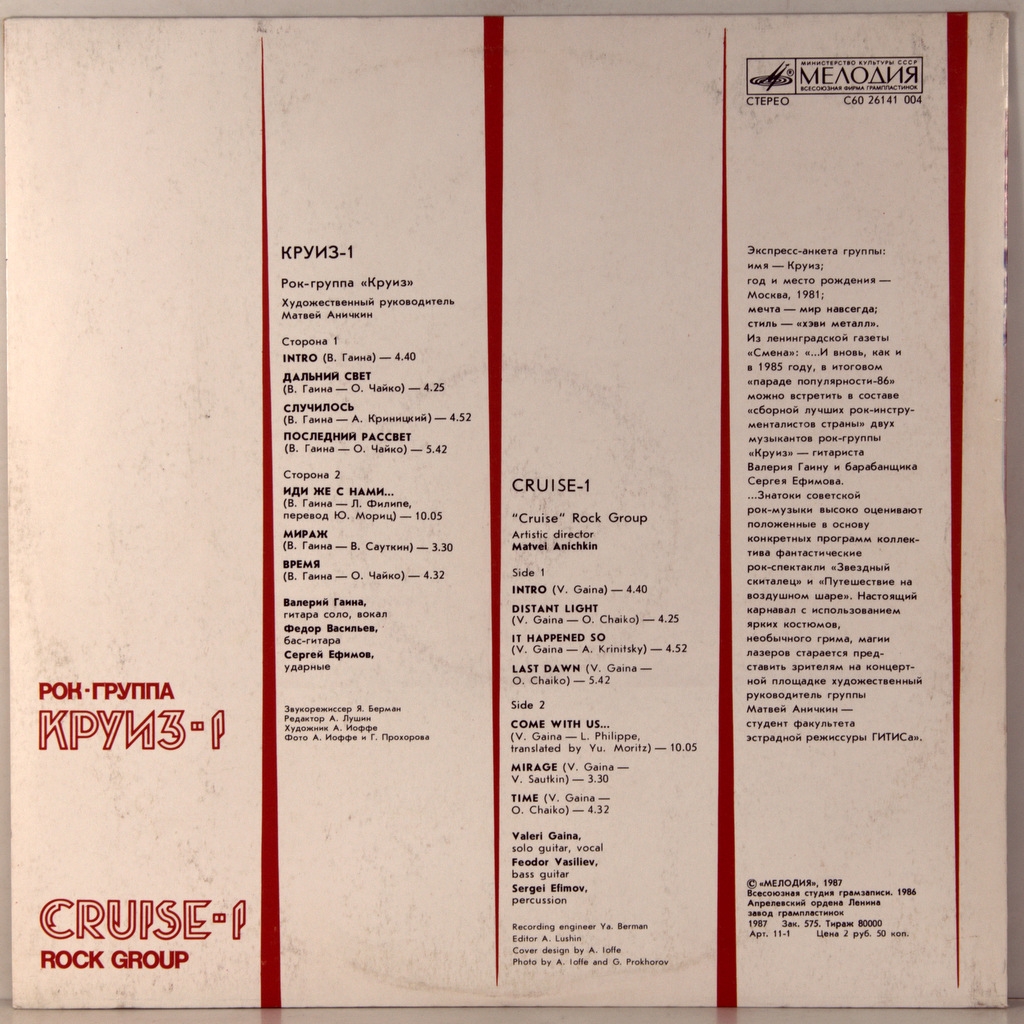 РОК·ГРУППА
КРУИЗ-1
CRUISE-1
ROCK GROUP
КРУИЗ-1
Рок-группа «Круиз»
Художественный руководитель
Матвей Аничкин
Сторона 1
INTRO (В. Гаина) — 4.40
ДАЛЬНИЙ СВЕТ
(В. Гаина — О. Чайко) — 4.25
СЛУЧИЛОСЬ
(В. Гаина — А. Криницкий) — 4.52
ПОСЛЕДНИЙ РАССВЕТ
(В. Гаина — О. Чайко) — 5.42
Сторона 2
ИДИ ЖЕ С НАМИ...
(В. Гаина — Л. Филипе,
перевод Ю. Мориц) — 10.05
МИРАЖ
(В. Гаина — В. Сауткин) — 3.30
ВРЕМЯ
(В. Гаина — О. Чайко) — 4.32
Валерий Гаина,
гитара соло, вокал
Федор Васильев,
бас-гитара
Сергей Ефимов,
ударные
Звукорежиссер Я. Берман
Редактор А. Лушин
Художник А. Иоффе
Фото А. Иоффе и Г. Прохорова
CRUISE-1
"Cruise" Rock Group
Artistic director
Matvei Anichkin
Side 1
INTRO (V. Gaina) — 4.40
DISTANT LIGHT
(V. Gaina — O. Chaiko) — 4.25
IT HAPPENED SO
(V. Gaina — A. Krinitsky) — 4.52
LAST DAWN (V. Gaina —
O. Chaiko) — 5.42
Side 2
COME WITH US...
(V. Gaina — L. Philippe,
translated by Yu. Moritz) — 10.05
MIRAGE (V. Gaina —
V. Sautkin) — 3.30
TIME (V. Gaina —
O. Chaiko) — 4.32
Valeri Gaina,
solo guitar, vocal
Feodor Vasiliev,
bass guitar
Sergei Efimov,
percussion
Recording engineer Ya. Berman
Editor A. Lushin
Cover design by A. Ioffe
Photo by A. Ioffe and G. Prokhorov
МИНИСТЕРСТВО КУЛЬТУРЫ СССР
МЕЛОДИЯ
ВСЕСОЮЗНАЯ ФИРМА ГРАМПЛАСТИНОК
СТЕРЕО С60 26141 004
Экспресс-анкета группы:
имя — Круиз;
год и место рождения —
Москва, 1981;
мечта — мир навсегда;
стиль — «хэви металл».
Из ленинградской газеты
«Смена»: «...И вновь, как и
в 1985 году, в итоговом
«параде популярности-86»
можно встретить в составе
«сборной лучших рок-инстру-
менталистов страны» двух
музыкантов рок-группы
«Круиз» — гитариста
Валерия Гаину и барабанщика
Сергея Ефимова.
...Знатоки советской
рок-музыки высоко оценивают
положенные в основу
конкретных программ коллек-
тива фантастические
рок-спектакли «Звездный
скиталец» и «Путешествие на
воздушном шаре». Настоящий
карнавал с использованием
ярких костюмов,
необычного грима, магии
лазеров старается пред-
ставить зрителям на концерт-
ной площадке художественный
руководитель группы
Матвей Аничкин —
студент факультета
эстрадной режиссуры ГИТИСа».
© «МЕЛОДИЯ», 1987
Всесоюзная студия грамзаписи. 1986
Апрелевский ордена Ленина
завод грампластинок
1987 Зак. 575. Тираж 80000
Арт. 11-1 Цена 2 руб. 50 коп.